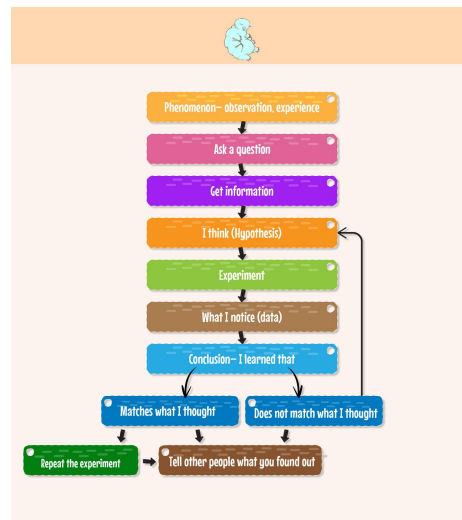 Phenomenon- observation, experience
Ask a question
Get information
I think (Hypothesis)
Experiment
What I notice (data)
Conclusion- I learned that
Matches what I thought
Does not match what I thought
Repeat the experiment
Tell other people what you found out